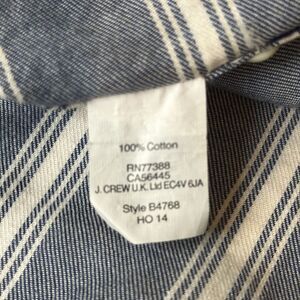 100% Cotton
RN77388
CA56445
J. CREW U.K. Ltd EC4V 6JA
Style B4768
HO 14